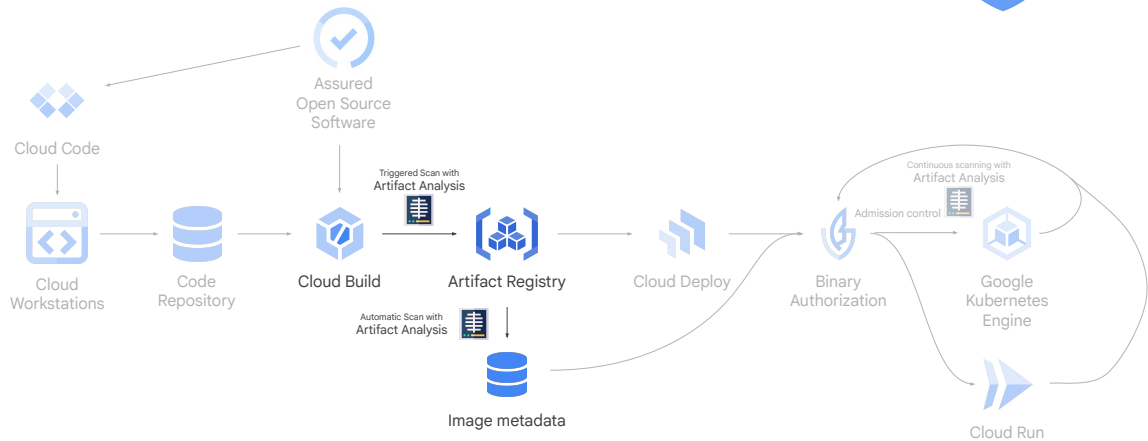 Assured
Open Source
Software
Cloud Code
Triggered Scan with
Artifact Analysis
Continuous scanning with
Artifact Analysis
Admission control
Cloud
Workstations
Code
Repository
Cloud Build
Artifact Registry
Cloud Deploy
Binary
Authorization
Google
Kubernetes
Engine
Automatic Scan with
Artifact Analysis
Image metadata
Cloud Run